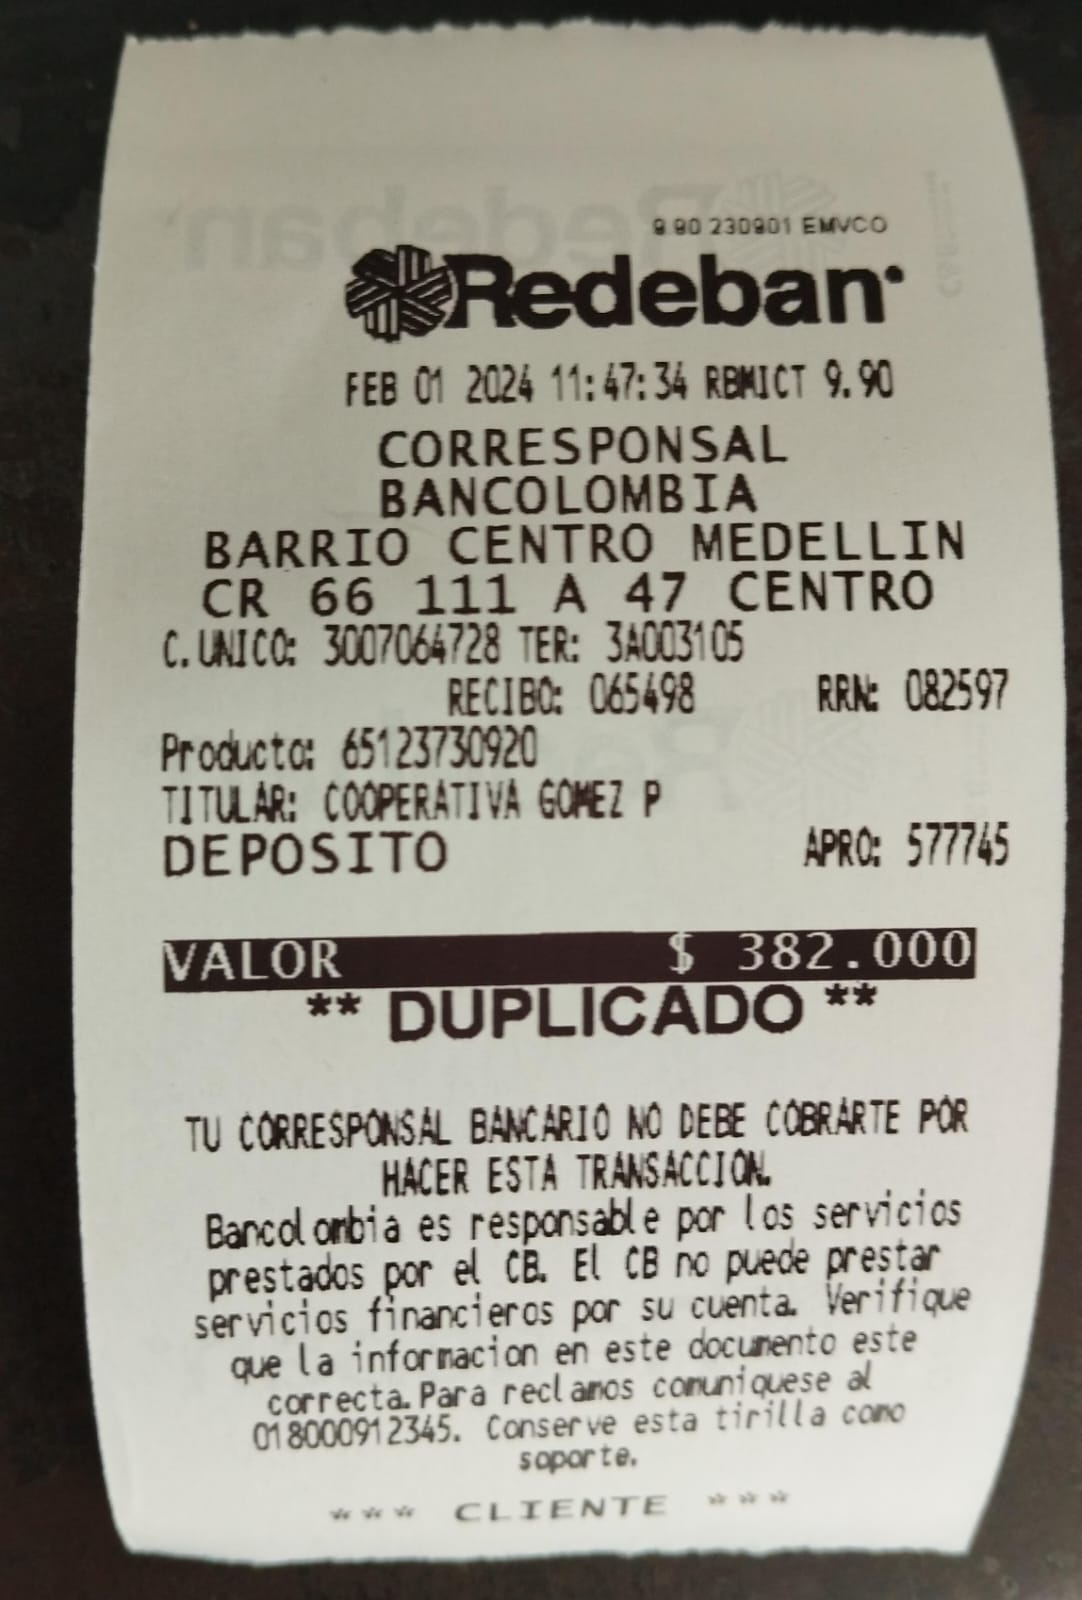 9.90 230901 EMVCO
Redeban
FEB 01 2024 11:47:34 RBMICT 9.90
CORRESPONSAL
BANCOLOMBIA
BARRIO CENTRO MEDELLIN
CR 66 111 A 47 CENTRO
C.UNICO: 3007064728 TER: 3A003105
RECIBO: 065498 RRN: 082597
Producto: 65123730920
TITULAR: COOPERATIVA GOMEZ P
DEPOSITO APRO: 577745
VALOR $ 382.000
** DUPLICADO **
TU CORRESPONSAL BANCARIO NO DEBE COBRARTE POR
HACER ESTA TRANSACCION.
Bancolombia es responsable por los servicios
prestados por el CB. El CB no puede prestar
servicios financieros por su cuenta. Verifique
que la informacion en este documento este
correcta. Para reclamos comuniquese al
018000912345. Conserve esta tirilla como
soporte.
*** CLIENTE ***